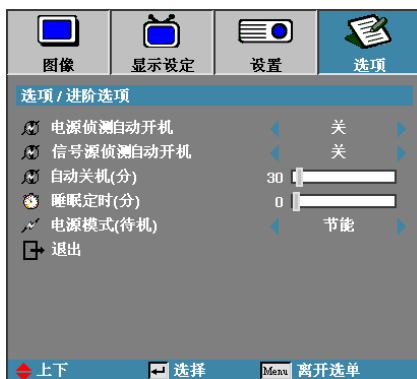 图像 显示设定 设置 选项
选项 / 进阶选项
电源侦测自动开机 关
信号源侦测自动开机 关
自动关机(分) 30
睡眠定时(分) 0
电源模式(待机) 节能
退出
上下 选择 Menu 离开选单